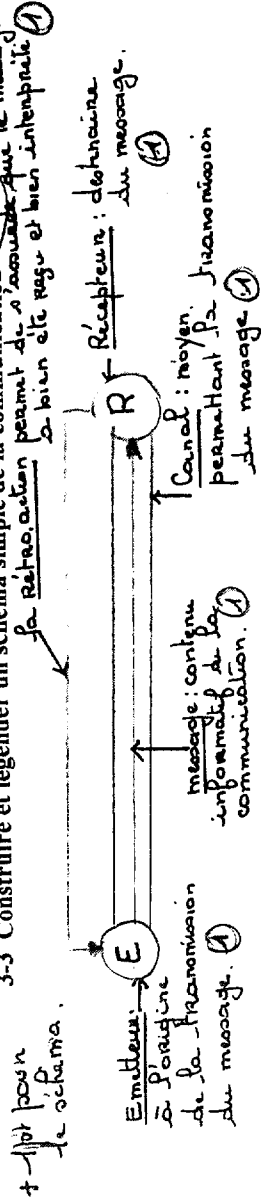 3-3 Construire et légender un schéma simple de la communication
+ 1pt pour
le schéma.
la Rétroaction permet de s'assurer que le message
a bien été reçu et bien interprété ①
E
R
Emetteur:
à l'origine
de la transmission
du message. ①
message: contenu
informatif de la
communication. ①
Récepteur: destinataire
du message.
①
Canal: moyen
permettant la transmission
du message ①